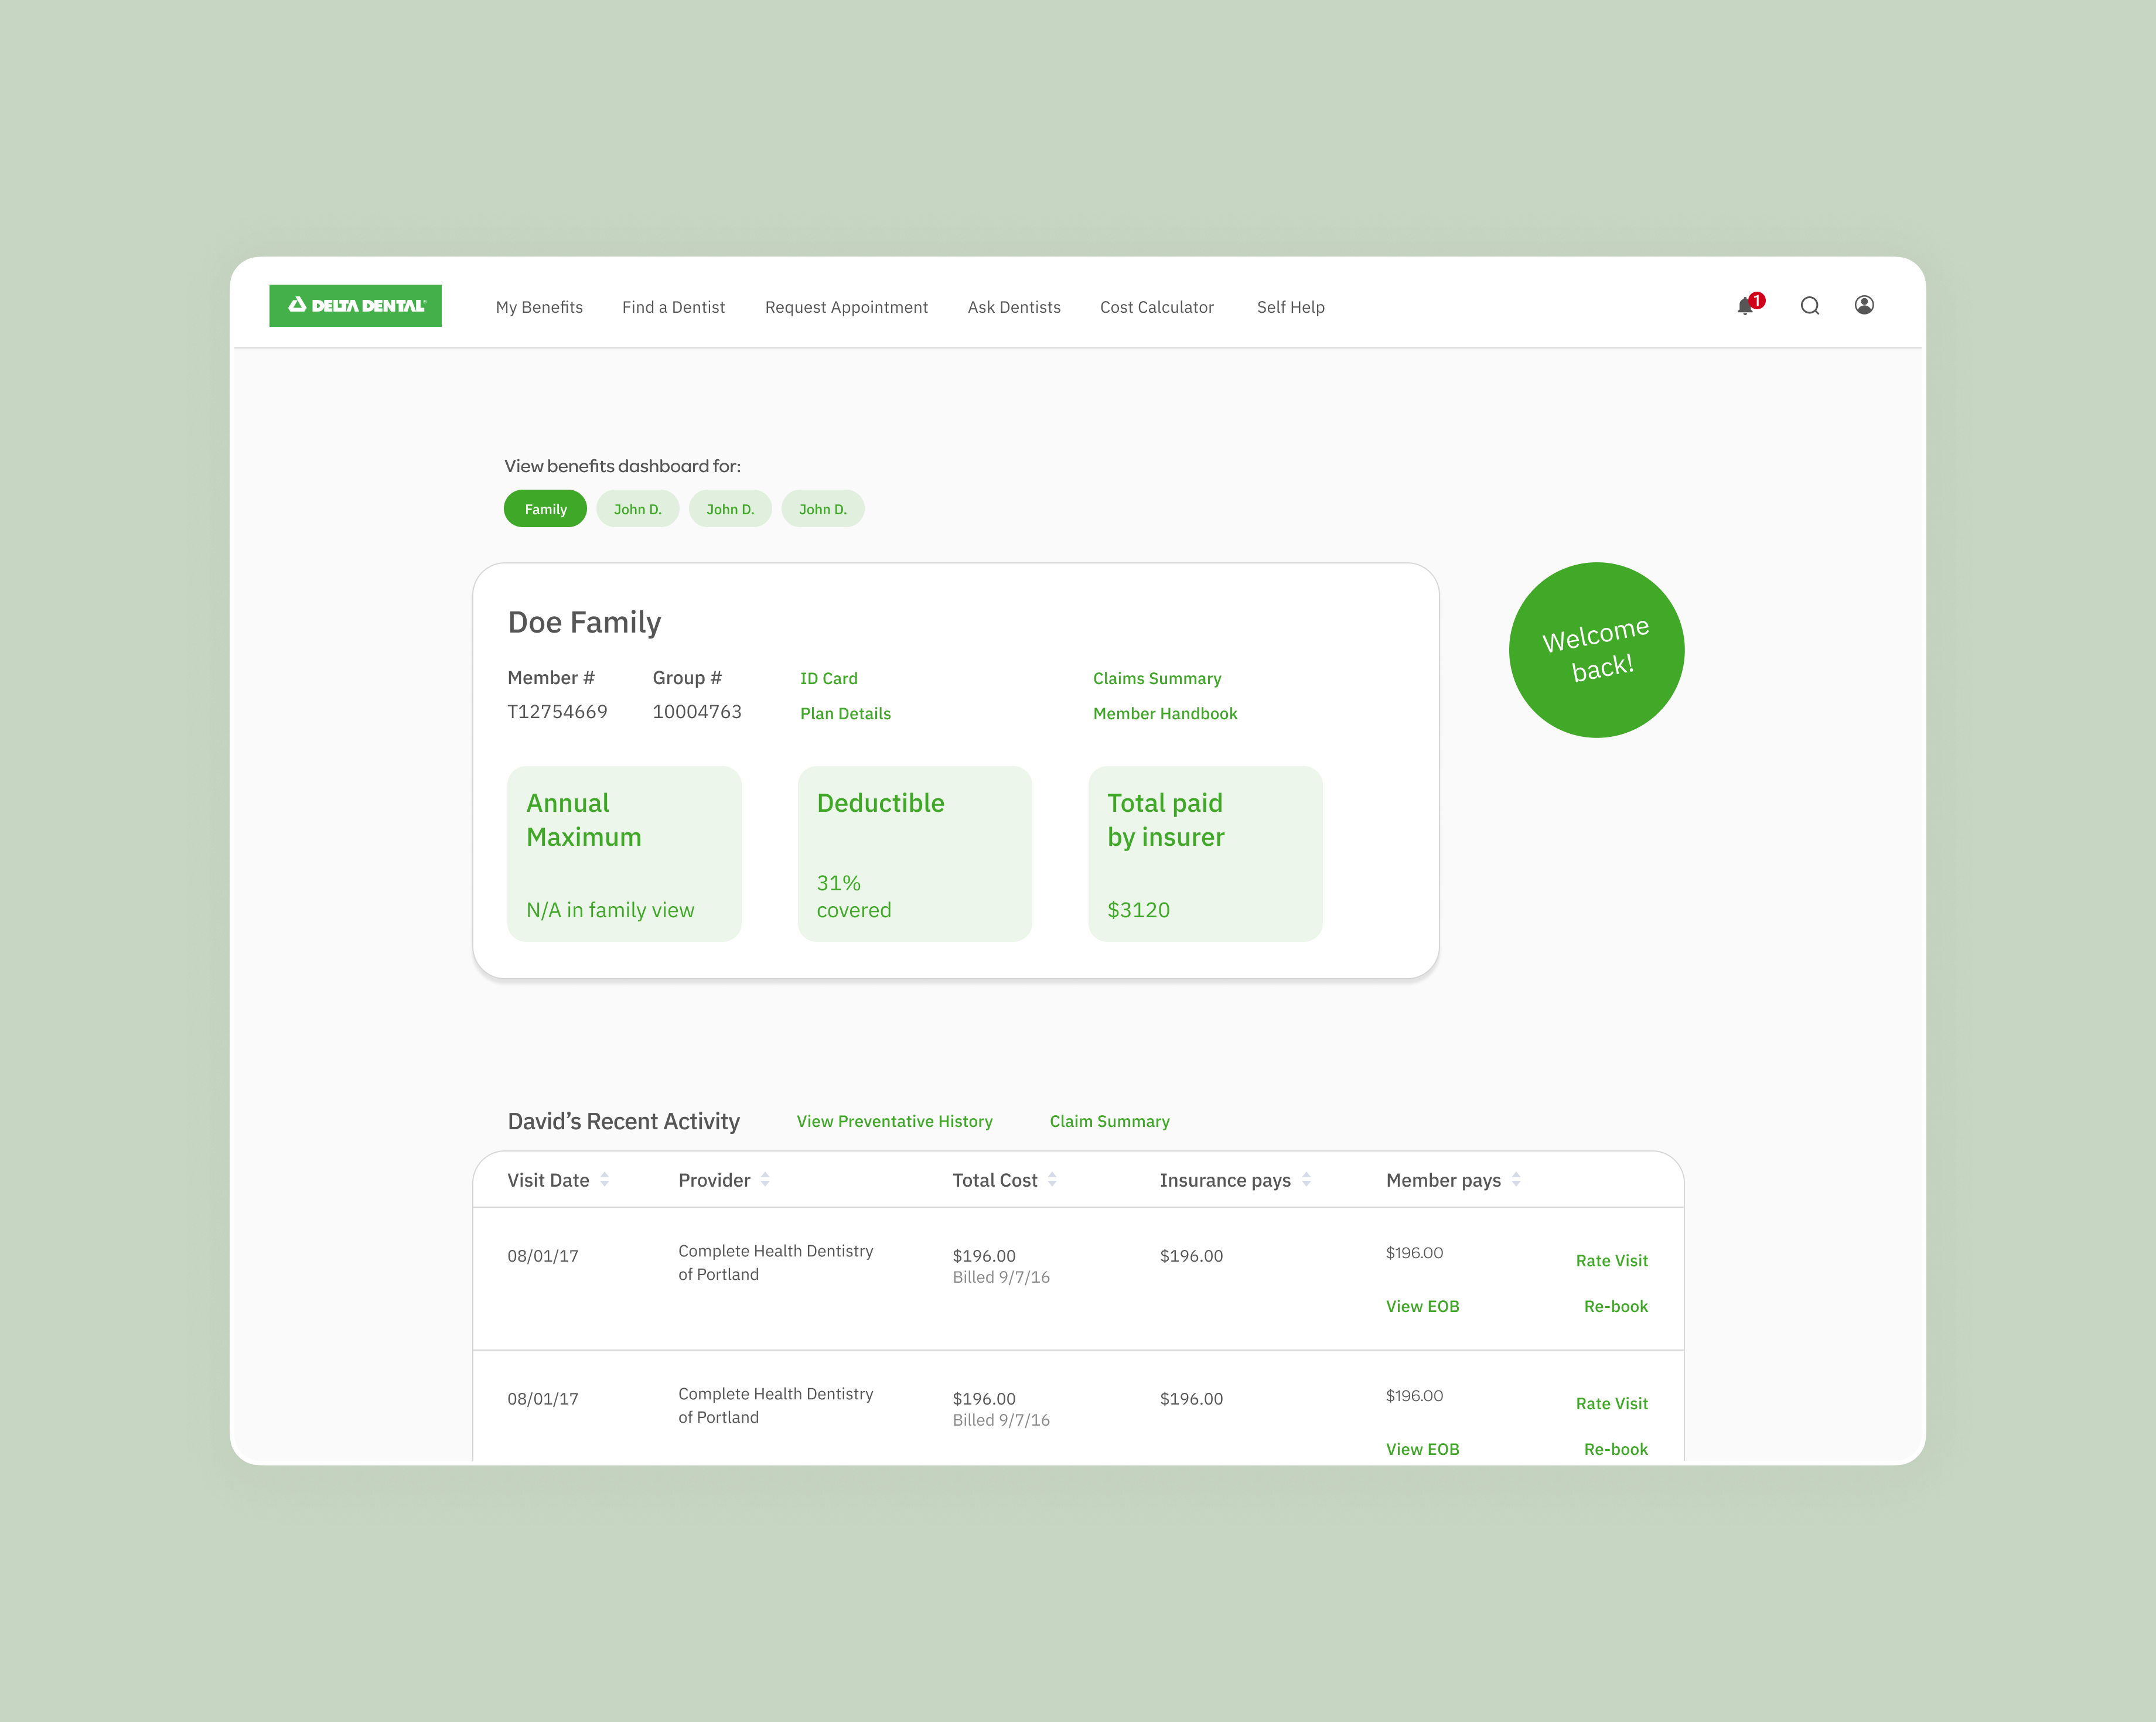 DELTA DENTAL
My Benefits Find a Dentist Request Appointment Ask Dentists Cost Calculator Self Help
1
View benefits dashboard for:
Family John D. John D. John D.
Doe Family
Member # Group # ID Card Claims Summary
T12754669 10004763 Plan Details Member Handbook
Welcome
back!
Annual
Maximum
N/A in family view
Deductible
31%
covered
Total paid
by insurer
$3120
David’s Recent Activity View Preventative History Claim Summary
Visit Date Provider Total Cost Insurance pays Member pays
08/01/17 Complete Health Dentistry $196.00 $196.00 $196.00 Rate Visit
of Portland Billed 9/7/16
View EOB Re-book
08/01/17 Complete Health Dentistry $196.00 $196.00 $196.00 Rate Visit
of Portland Billed 9/7/16
View EOB Re-book